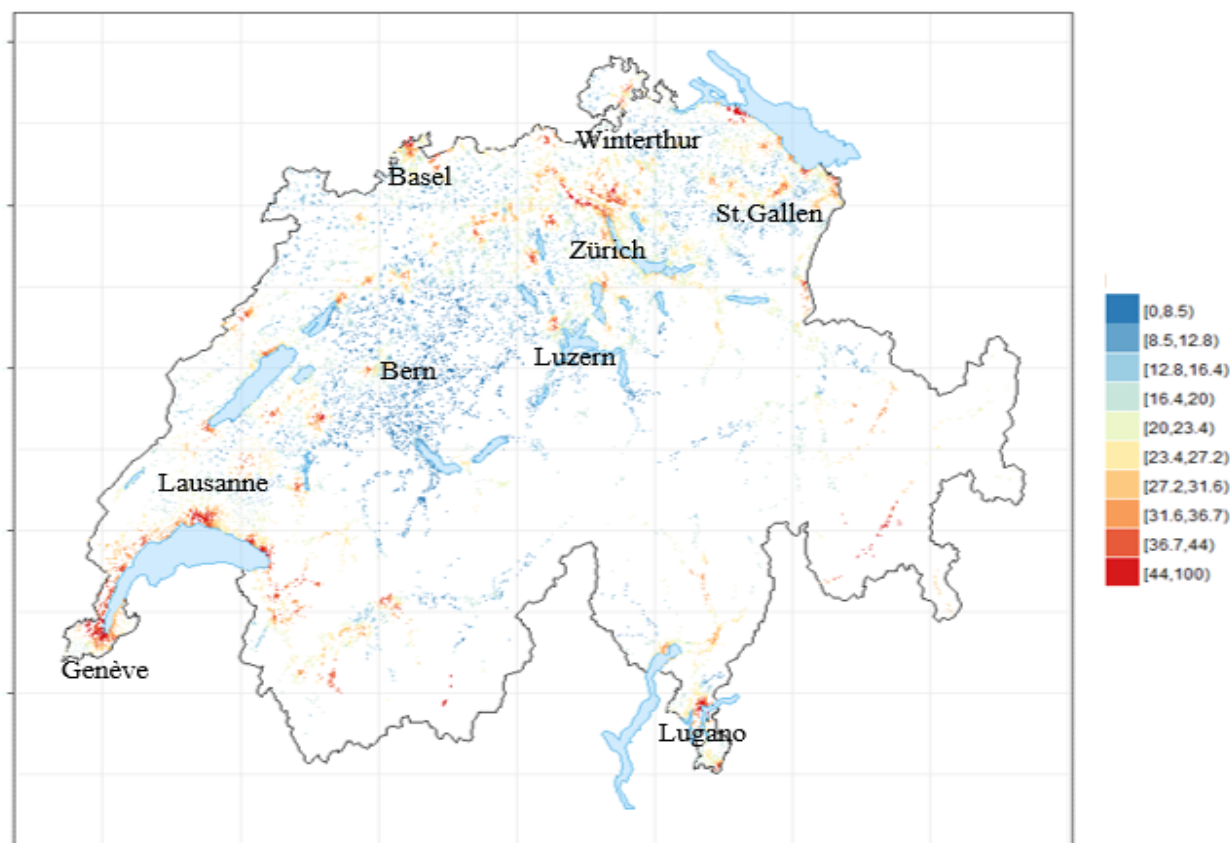 Winterthur
Basel
St.Gallen
Zürich
Luzern
Bern
Lausanne
Genève
Lugano
[0,8.5)
[8.5,12.8)
[12.8,16.4)
[16.4,20)
[20,23.4)
[23.4,27.2)
[27.2,31.6)
[31.6,36.7)
[36.7,44)
[44,100)